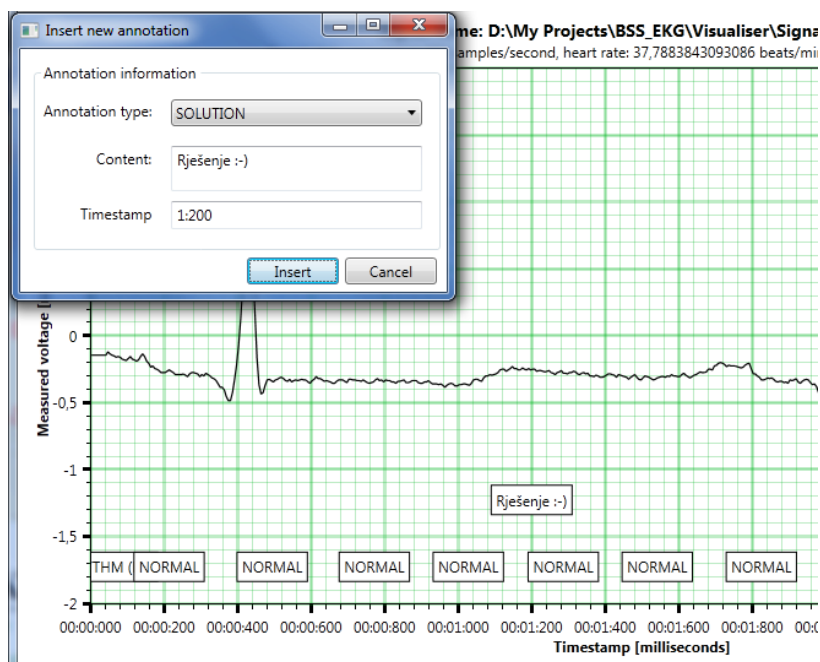 Insert new annotation
me: D:\My Projects\BSS_EKG\Visualiser\Signa
amples/second, heart rate: 37,7883843093086 beats/mi
Annotation information
Annotation type: SOLUTION
Content: Rješenje :-)
Timestamp 1:200
Insert Cancel
Measured voltage [
0
-0,5
-1
-1,5
-2
Rješenje :-)
THM ( NORMAL NORMAL NORMAL NORMAL NORMAL NORMAL NORMAL
00:00:000 00:00:200 00:00:400 00:00:600 00:00:800 00:01:000 00:01:200 00:01:400 00:01:600 00:01:800 00:0
Timestamp [milliseconds]